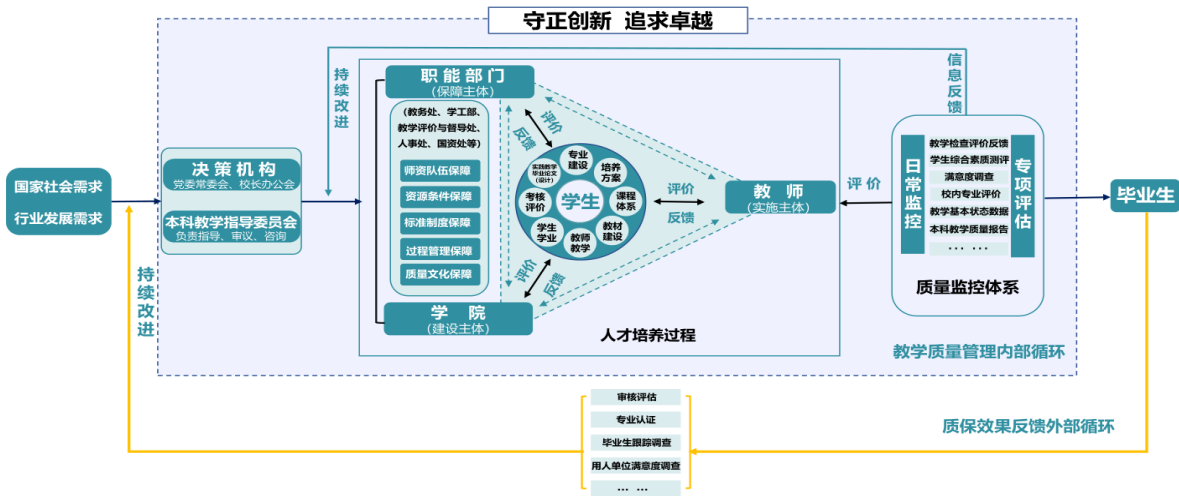 守正创新 追求卓越
国家社会需求
行业发展需求
持续改进
决策机构
党委常委会、校长办公会
本科教学指导委员会
负责指导、审议、咨询
持续改进
职能部门
(保障主体)
(教务处、学工部、
教学评价与督导处、
人事处、国资处等)
师资队伍保障
资源条件保障
标准制度保障
过程管理保障
质量文化保障
学院
(建设主体)
评价
反馈
学生
专业
建设
培养
方案
课程
体系
教材
建设
教师
教学
学生
学业
考核
评价
实践教学
毕业论文
(设计)
评价
反馈
评价
反馈
教师
(实施主体)
人才培养过程
评价
信息反馈
日常监控
教学检查评价反馈
学生综合素质测评
满意度调查
校内专业评价
教学基本状态数据
本科教学质量报告
... ...
专项评估
质量监控体系
毕业生
教学质量管理内部循环
质保效果反馈外部循环
审核评估
专业认证
毕业生跟踪调查
用人单位满意度调查
... ...